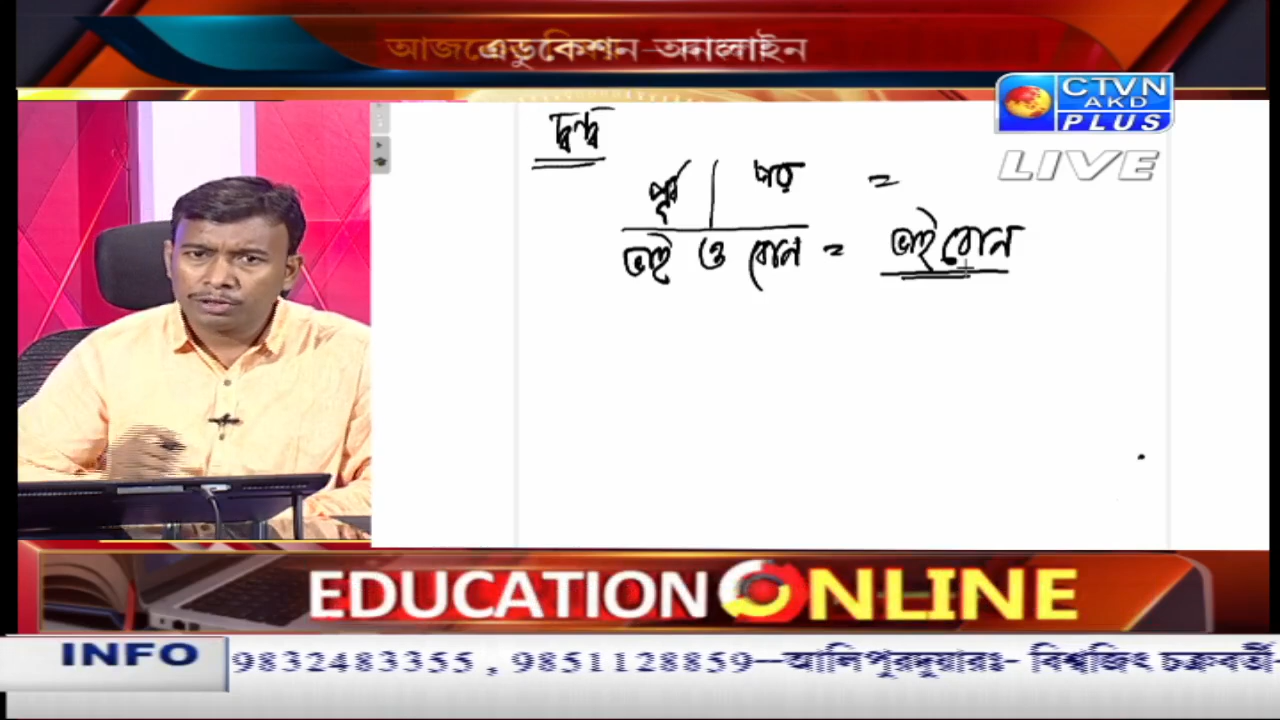 আজ এডুকেশন অনলাইন
CTVN
AKD
PLUS
LIVE
দ্বন্দ্ব
পূর্ব | পর =
ভাই ও বোন = ভাইবোন
EDUCATION ONLINE
INFO 9832483355 , 9851128859--আলিপুরদুয়ারঃ- বিশ্বজিৎ চক্রবর্তী-